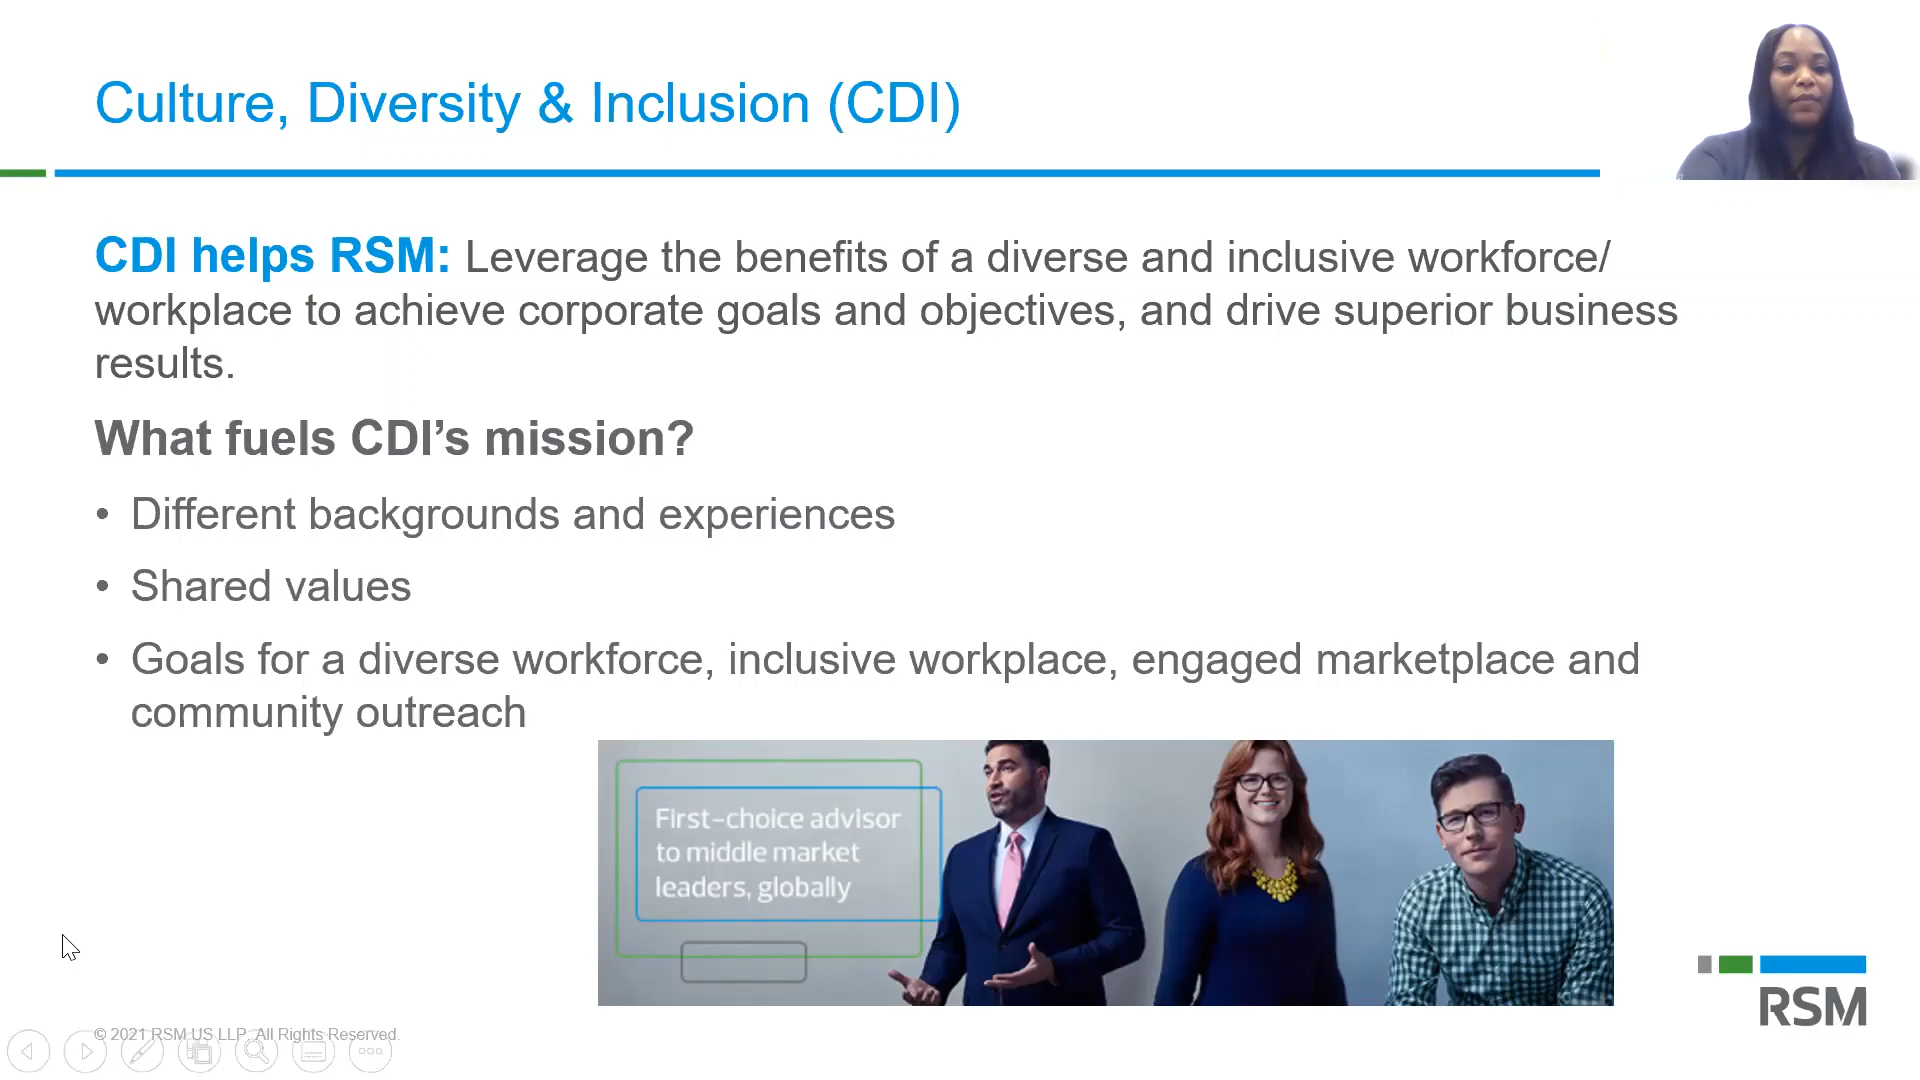 Culture, Diversity & Inclusion (CDI)
CDI helps RSM: Leverage the benefits of a diverse and inclusive workforce/
workplace to achieve corporate goals and objectives, and drive superior business
results.
What fuels CDI’s mission?
• Different backgrounds and experiences
• Shared values
• Goals for a diverse workforce, inclusive workplace, engaged marketplace and
community outreach
First-choice advisor
to middle market
leaders, globally
RSM
© 2021 RSM US LLP. All Rights Reserved.